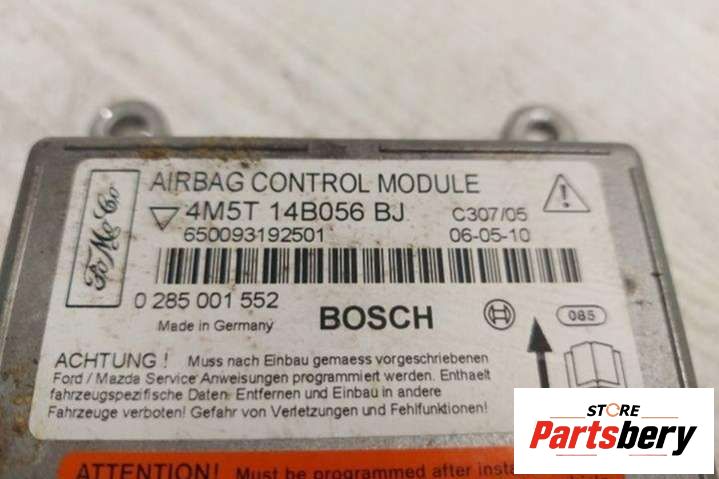 FoMoCo
AIRBAG CONTROL MODULE
4M5T 14B056 BJ C307/05
650093192501 06-05-10
0 285 001 552
Made in Germany BOSCH 085
ACHTUNG ! Muss nach Einbau gemaess vorgeschriebenen
Ford / Mazda Service Anweisungen programmiert werden. Enthaelt
fahrzeugspezifische Daten. Entfernen und Einbau in andere
Fahrzeuge verboten! Gefahr von Verletzungen und Fehlfunktionen!
ATTENTION! Must be programmed after
STORE
Partsbery